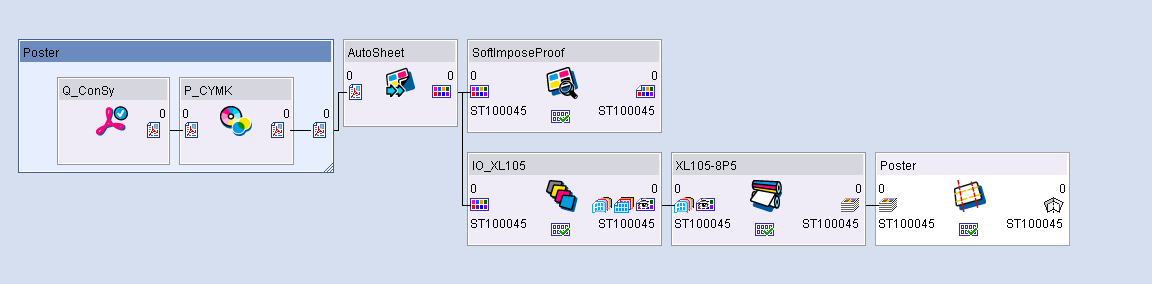 Poster
Q_ConSy
0
P_CYMK
0
0
0
AutoSheet
0
0
SoftImposeProof
0
0
ST100045
ST100045
IO_XL105
0
0
ST100045
ST100045
XL105-8P5
0
0
ST100045
ST100045
Poster
0
0
ST100045
ST100045